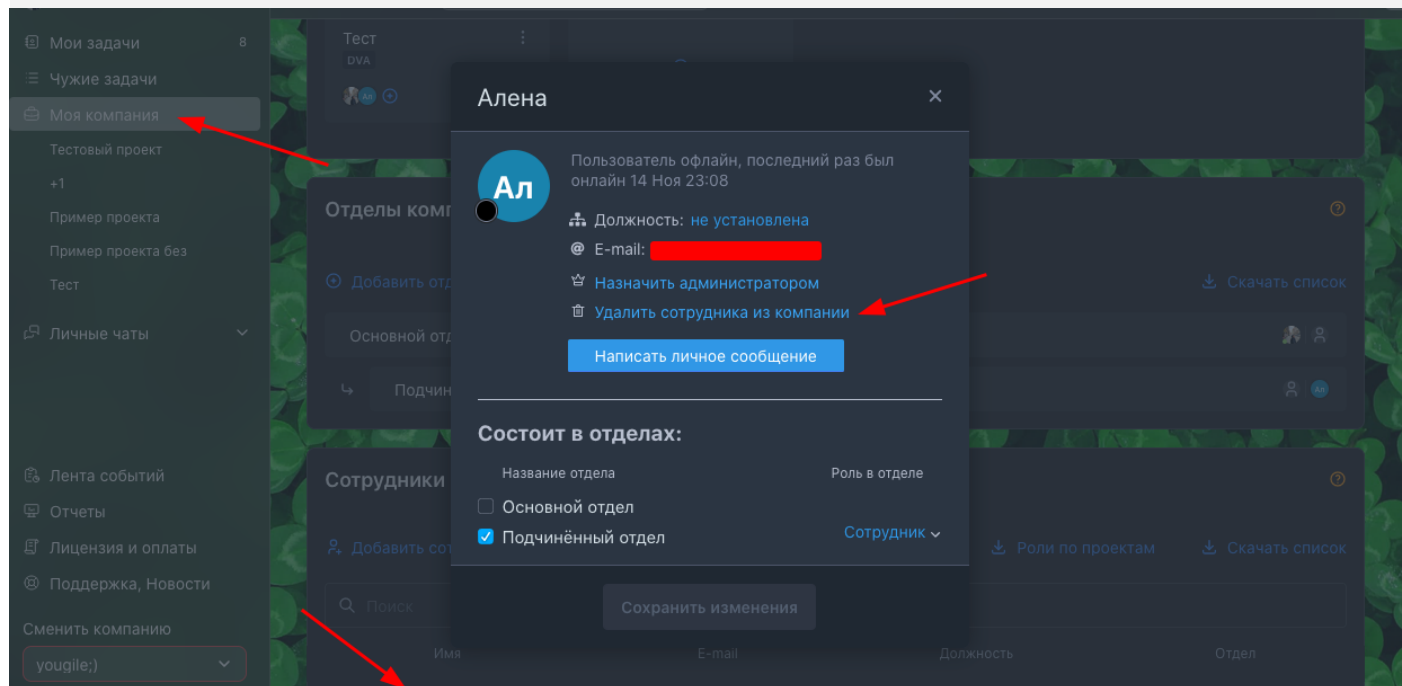 Мои задачи 8
Чужие задачи
Моя компания
Тестовый проект
+1
Пример проекта
Пример проекта без
Тест
Личные чаты
Лента событий
Отчеты
Лицензия и оплаты
Поддержка, Новости
Сменить компанию
yougile;)
Тест
DVA
Ал
Отделы комп
Добавить отд
Скачать список
Основной отд
Подчин
Ал
Сотрудники
Добавить сот
Роли по проектам
Скачать список
Поиск
Имя E-mail Должность Отдел
Алена
Ал
Пользователь офлайн, последний раз был
онлайн 14 Ноя 23:08
Должность: не установлена
E-mail:
Назначить администратором
Удалить сотрудника из компании
Написать личное сообщение
Состоит в отделах:
Название отдела Роль в отделе
Основной отдел
Подчинённый отдел Сотрудник
Сохранить изменения